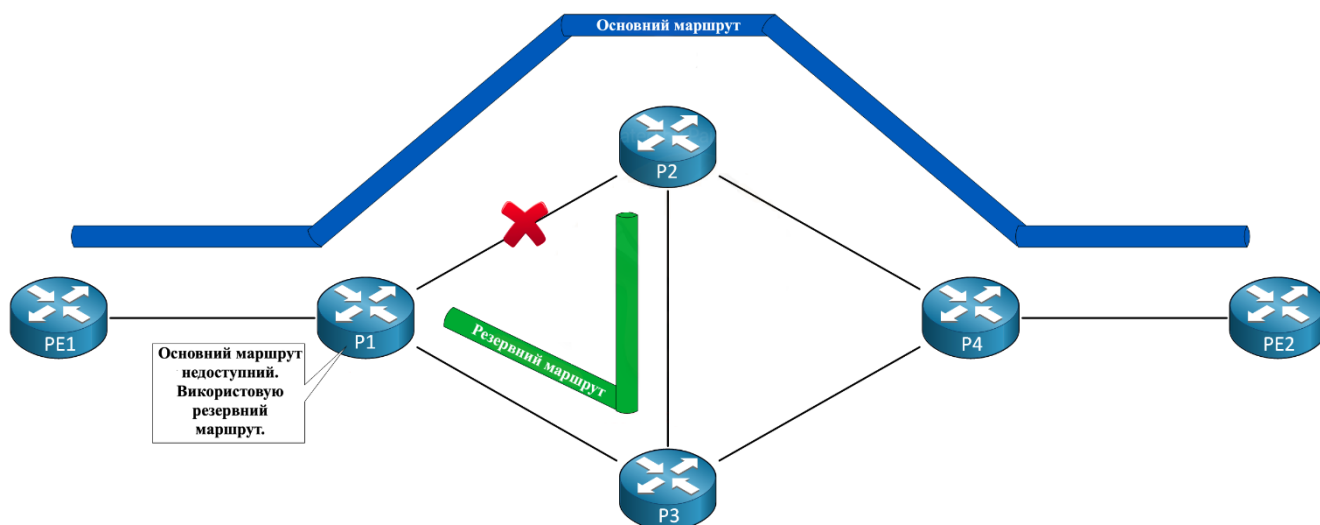 Основний маршрут
P2
PE1
P1
P4
PE2
Резервний маршрут
Основний маршрут
недоступний.
Використовую
резервний
маршрут.
P3